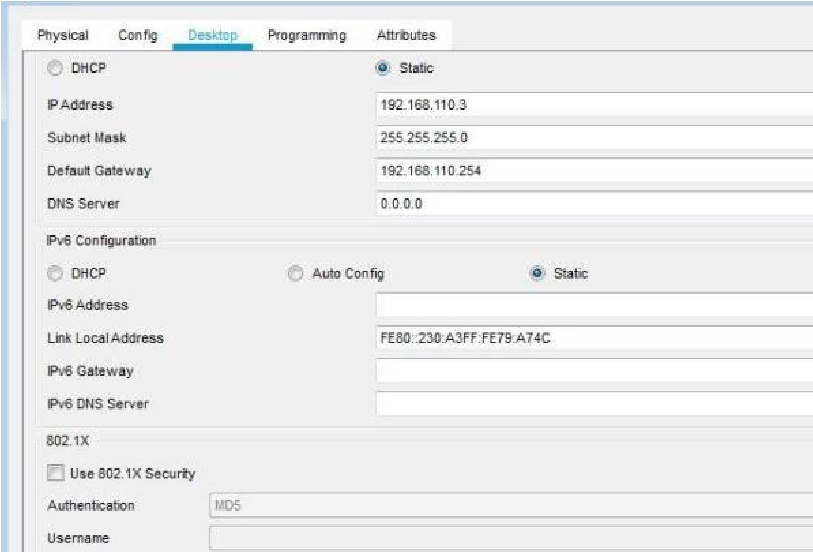 Physical Config Desktop Programming Attributes
DHCP Static
IP Address 192.168.110.3
Subnet Mask 255.255.255.0
Default Gateway 192.168.110.254
DNS Server 0.0.0.0
IPv6 Configuration
DHCP Auto Config Static
IPv6 Address
Link Local Address FE80::230:A3FF:FE79:A74C
IPv6 Gateway
IPv6 DNS Server
802.1X
Use 802.1X Security
Authentication MD5
Username